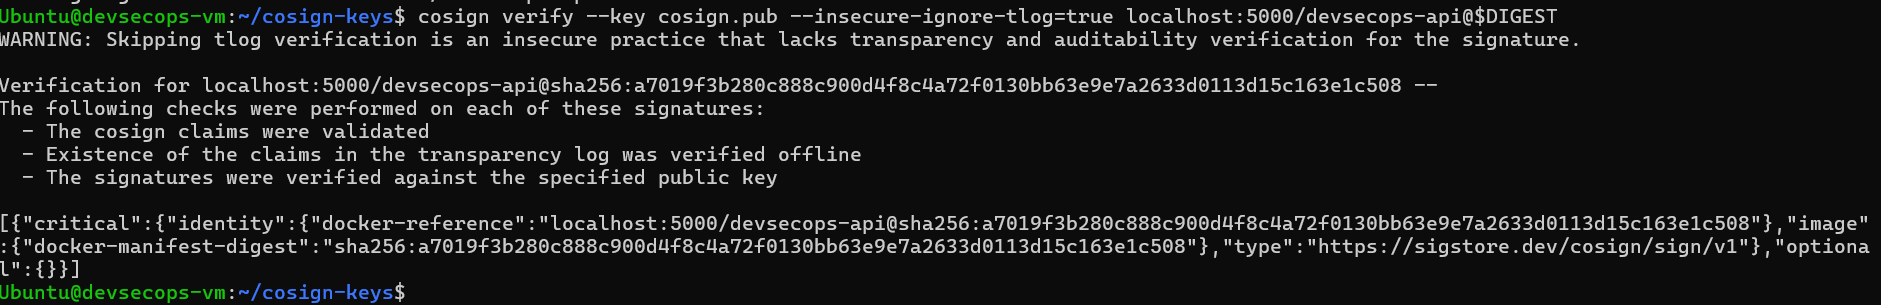 Ubuntu@devsecops-vm:~/cosign-keys$ cosign verify --key cosign.pub --insecure-ignore-tlog=true localhost:5000/devsecops-api@$DIGEST
WARNING: Skipping tlog verification is an insecure practice that lacks transparency and auditability verification for the signature.
Verification for localhost:5000/devsecops-api@sha256:a7019f3b280c888c900d4f8c4a72f0130bb63e9e7a2633d0113d15c163e1c508 --
The following checks were performed on each of these signatures:
  - The cosign claims were validated
  - Existence of the claims in the transparency log was verified offline
  - The signatures were verified against the specified public key
[{"critical":{"identity":{"docker-reference":"localhost:5000/devsecops-api@sha256:a7019f3b280c888c900d4f8c4a72f0130bb63e9e7a2633d0113d15c163e1c508"},"image"
:{"docker-manifest-digest":"sha256:a7019f3b280c888c900d4f8c4a72f0130bb63e9e7a2633d0113d15c163e1c508"},"type":"https://sigstore.dev/cosign/sign/v1"},"optiona
l":{}}]
Ubuntu@devsecops-vm:~/cosign-keys$